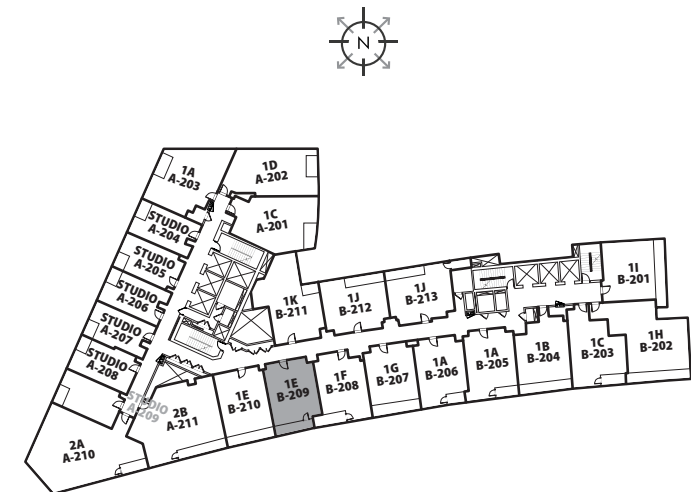 N
1A
A-203
1D
A-202
1C
A-201
STUDIO
A-204
STUDIO
A-205
STUDIO
A-206
STUDIO
A-207
STUDIO
A-208
STUDIO
A-209
2A
A-210
2B
A-211
1E
B-210
1E
B-209
1F
B-208
1G
B-207
1A
B-206
1A
B-205
1B
B-204
1C
B-203
1H
B-202
1I
B-201
1K
B-211
1J
B-212
1J
B-213